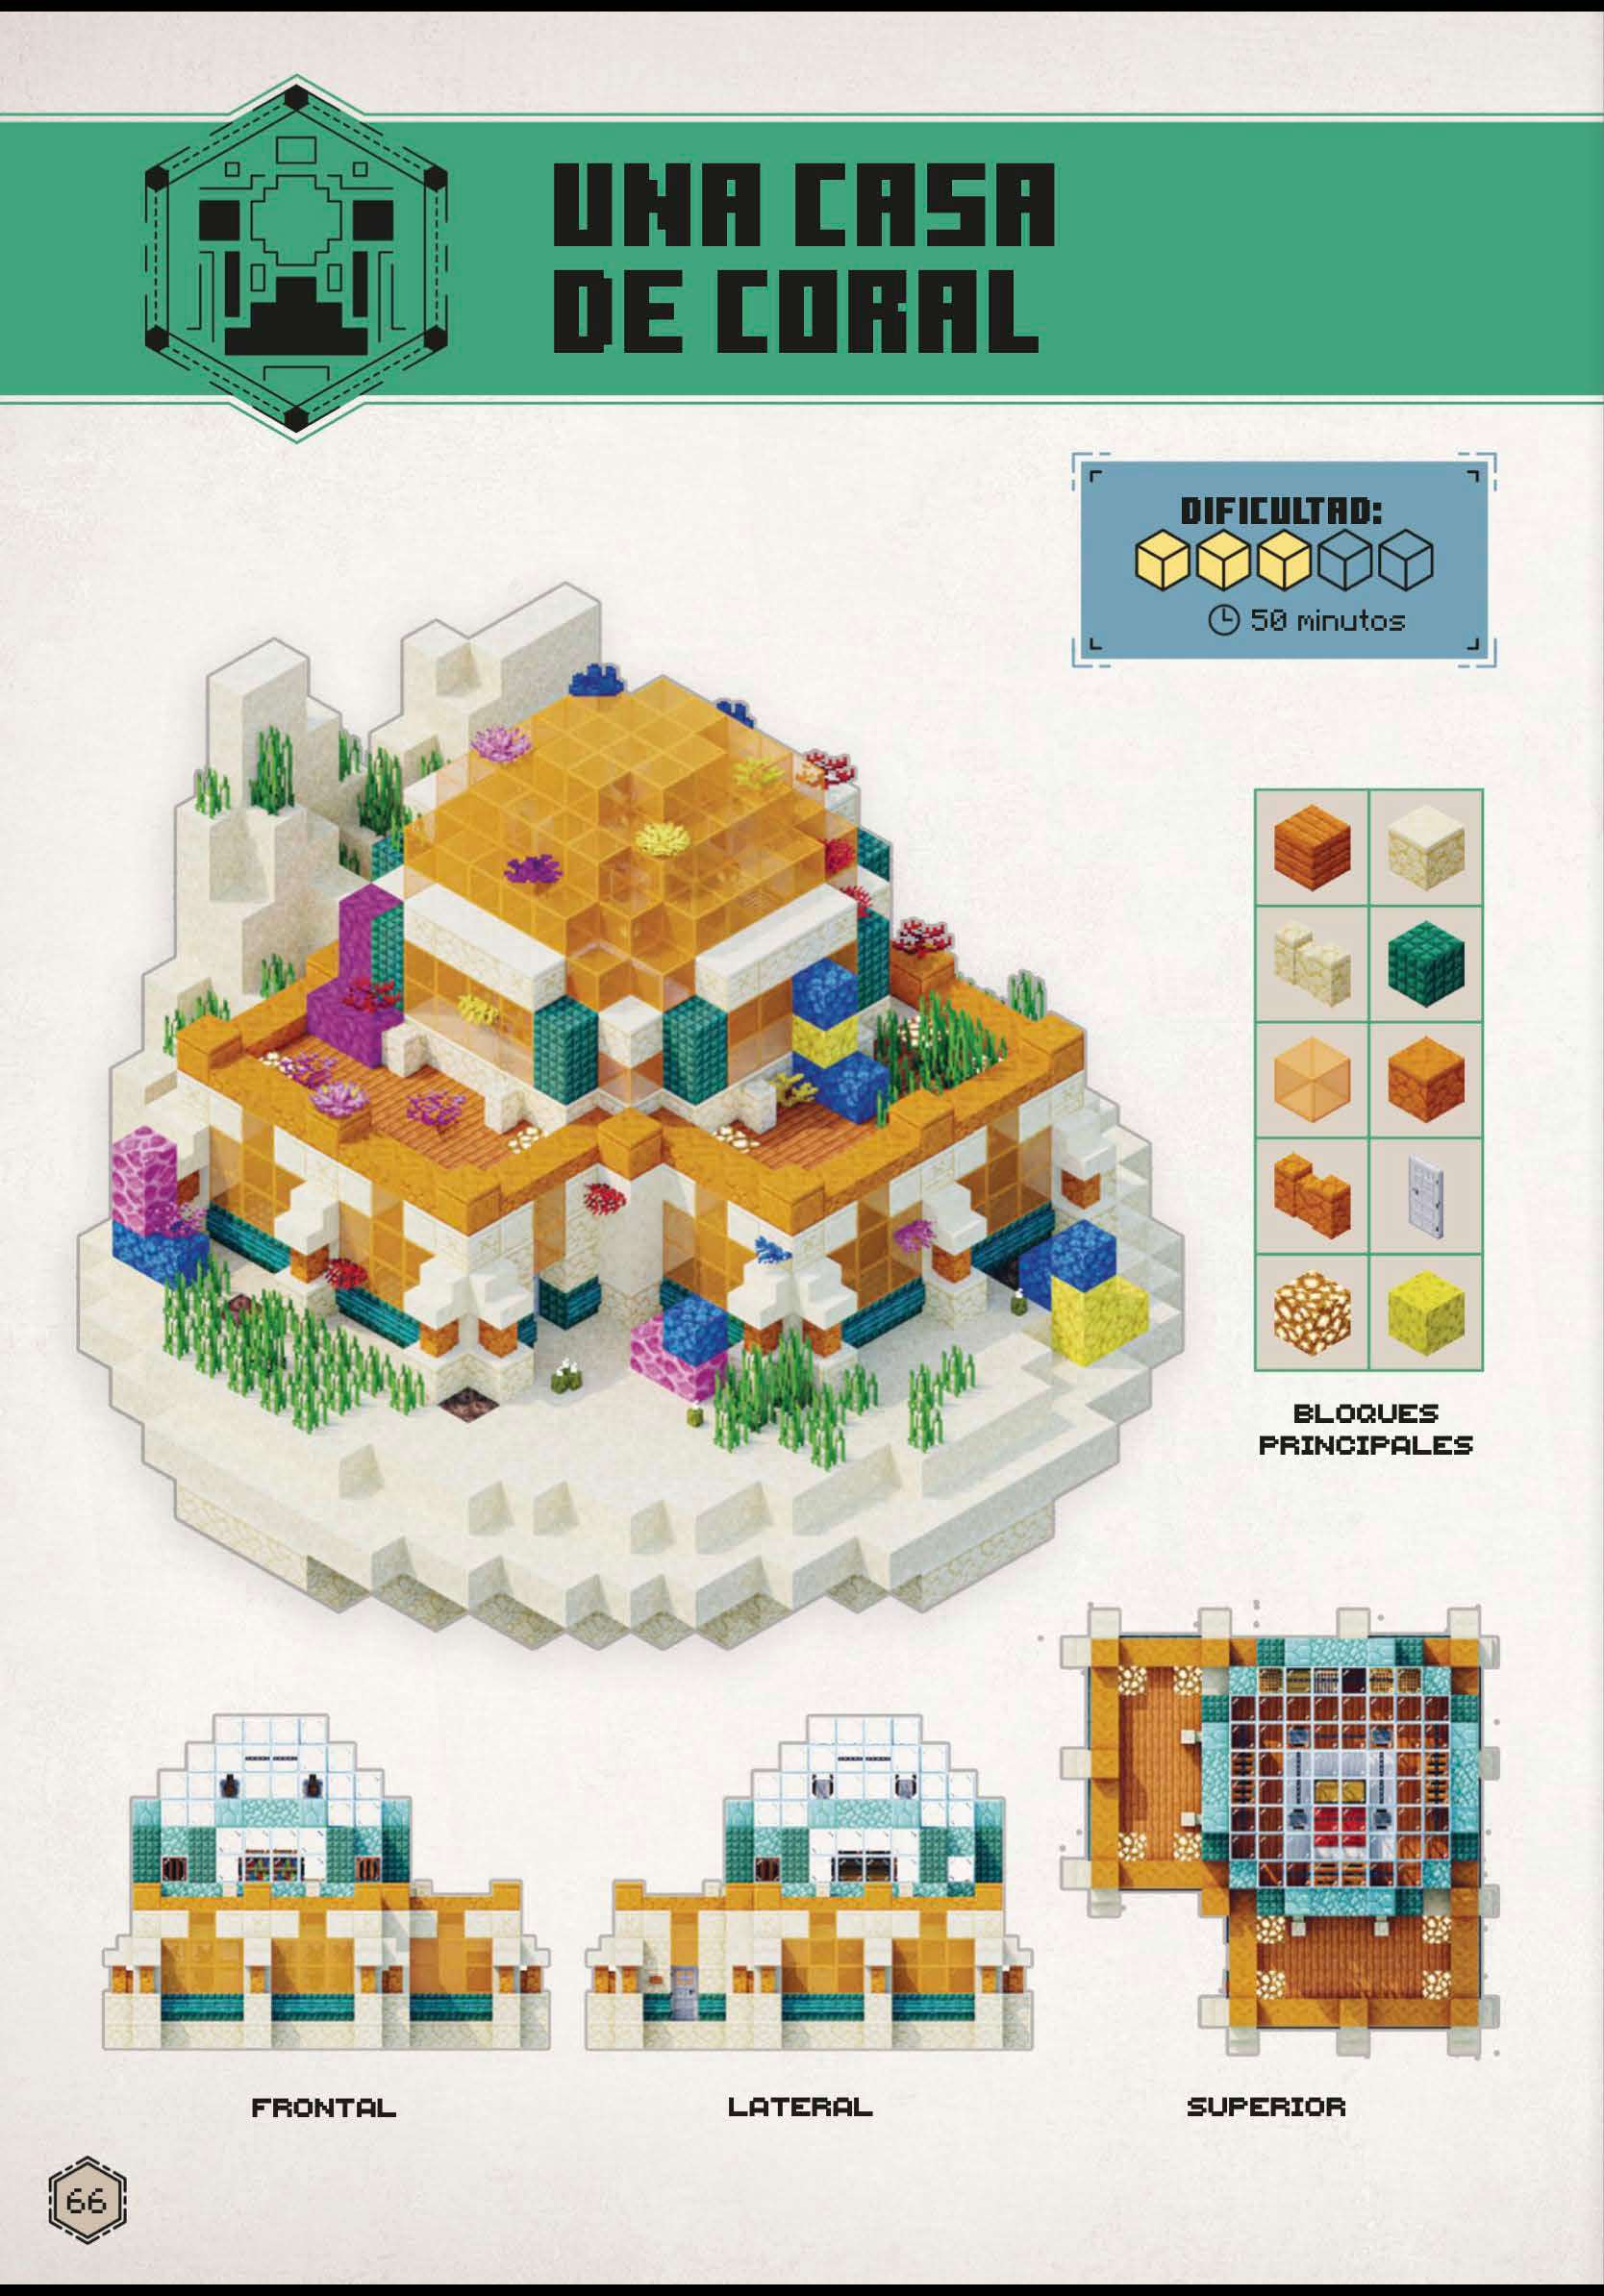 UNA CASA
DE CORAL
DIFICULTAD:
50 minutos
BLOQUES
PRINCIPALES
FRONTAL
LATERAL
SUPERIOR
66